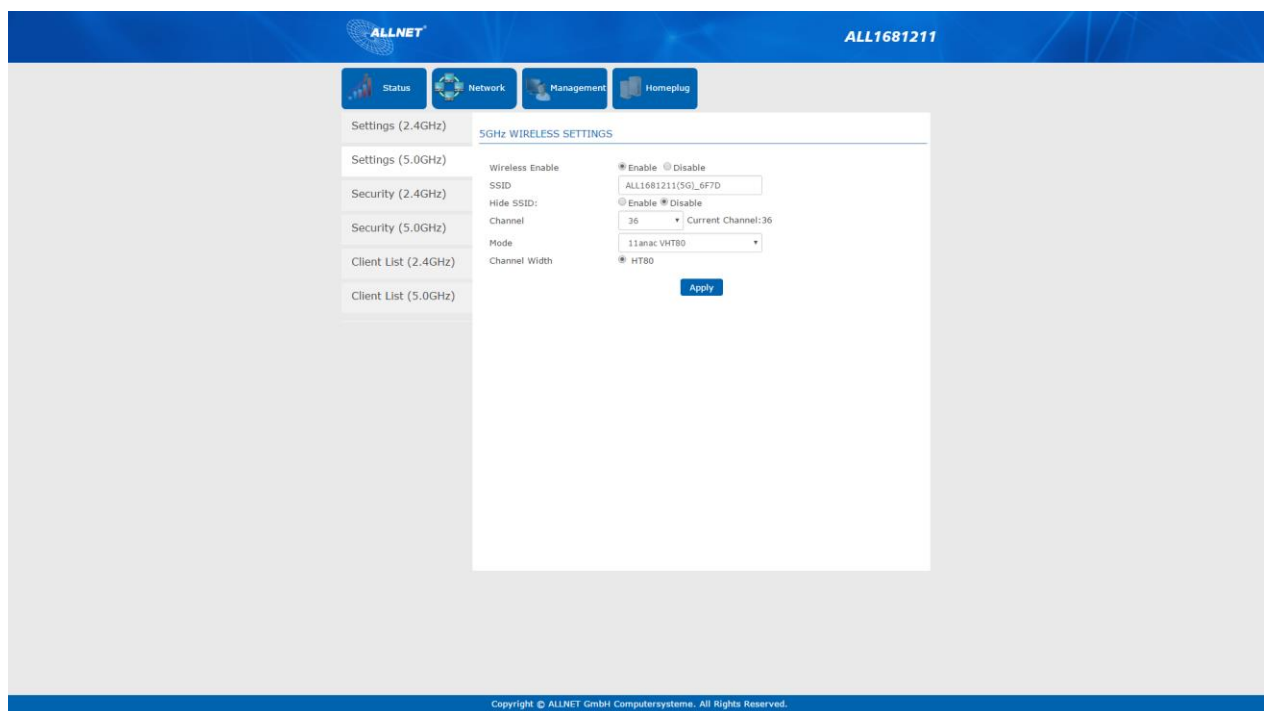 ALLNET®
ALL1681211
Status
Network
Management
Homeplug
Settings (2.4GHz)
Settings (5.0GHz)
Security (2.4GHz)
Security (5.0GHz)
Client List (2.4GHz)
Client List (5.0GHz)
5GHz WIRELESS SETTINGS
Wireless Enable Enable Disable
SSID ALL1681211(5G)_6F7D
Hide SSID: Enable Disable
Channel 36 Current Channel:36
Mode 11anac VHT80
Channel Width HT80
Apply
Copyright © ALLNET GmbH Computersysteme. All Rights Reserved.